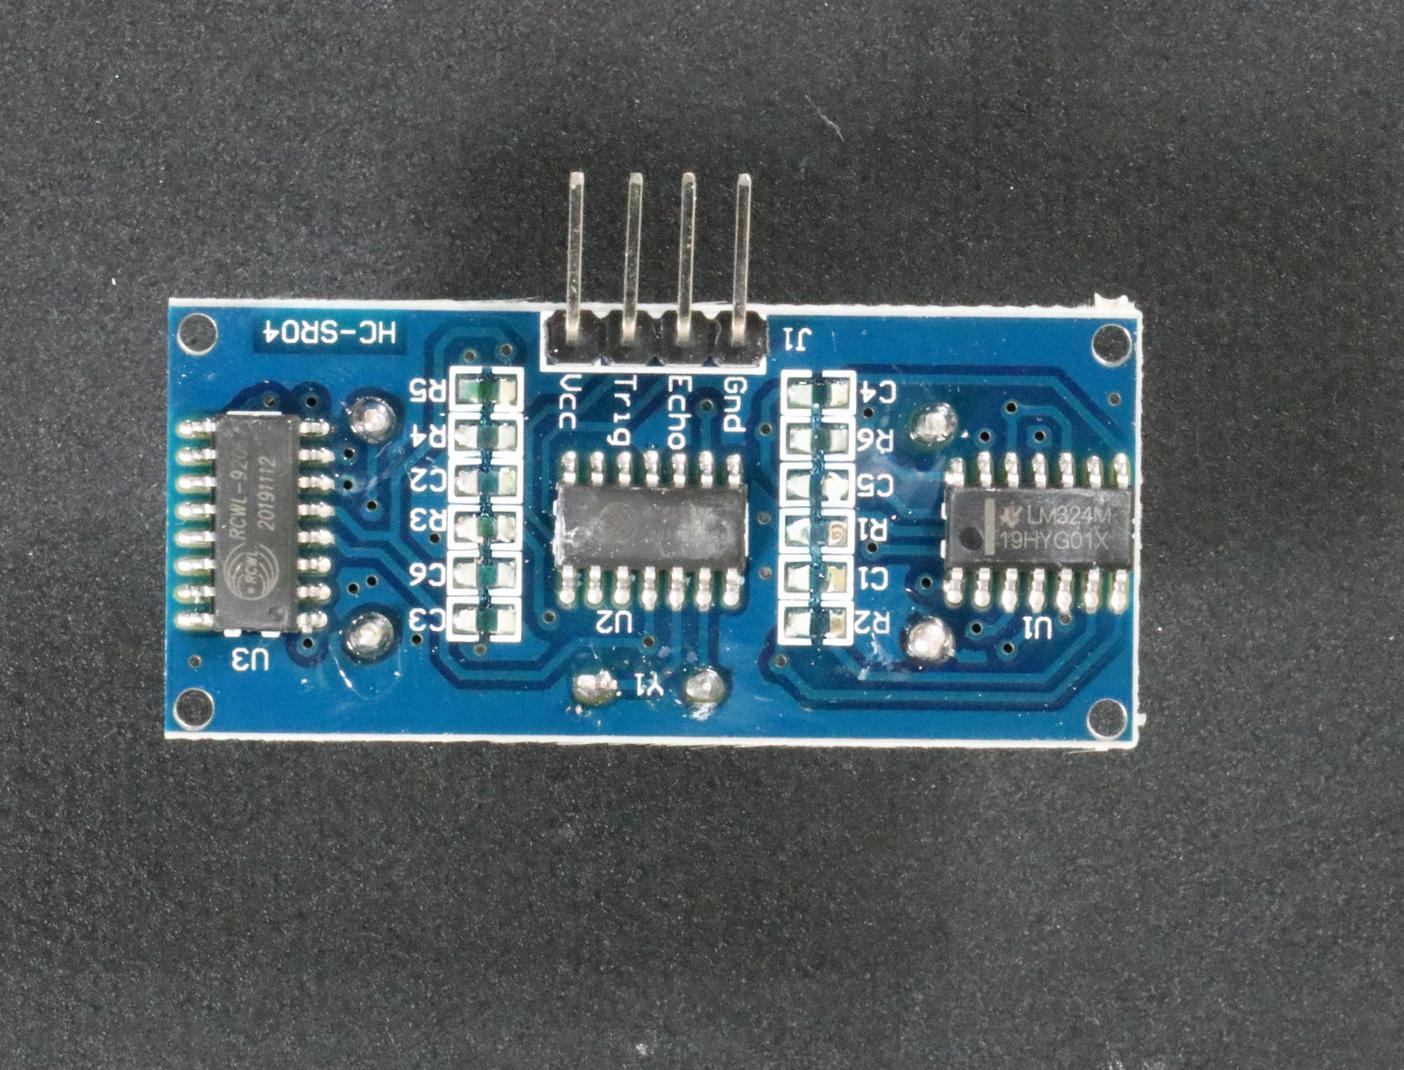 HC-SR04
J1
Vcc
Trig
Echo
Gnd
R5
R4
C2
R3
C6
C3
C4
R6
C5
R1
C1
R2
20191112
RCWL
LM324M
19HYG01X
U3
U2
U1
Y1